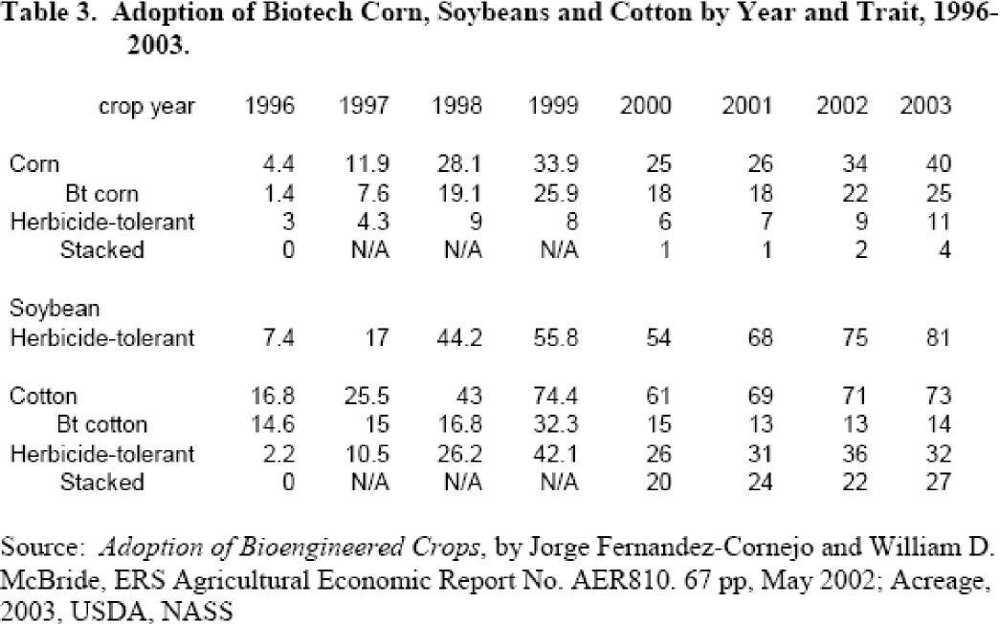 Table 3. Adoption of Biotech Corn, Soybeans and Cotton by Year and Trait, 1996-
2003.
crop year 1996 1997 1998 1999 2000 2001 2002 2003
Corn 4.4 11.9 28.1 33.9 25 26 34 40
Bt corn 1.4 7.6 19.1 25.9 18 18 22 25
Herbicide-tolerant 3 4.3 9 8 6 7 9 11
Stacked 0 N/A N/A N/A 1 1 2 4
Soybean
Herbicide-tolerant 7.4 17 44.2 55.8 54 68 75 81
Cotton 16.8 25.5 43 74.4 61 69 71 73
Bt cotton 14.6 15 16.8 32.3 15 13 13 14
Herbicide-tolerant 2.2 10.5 26.2 42.1 26 31 36 32
Stacked 0 N/A N/A N/A 20 24 22 27
Source: Adoption of Bioengineered Crops, by Jorge Fernandez-Cornejo and William D.
McBride, ERS Agricultural Economic Report No. AER810. 67 pp, May 2002; Acreage,
2003, USDA, NASS